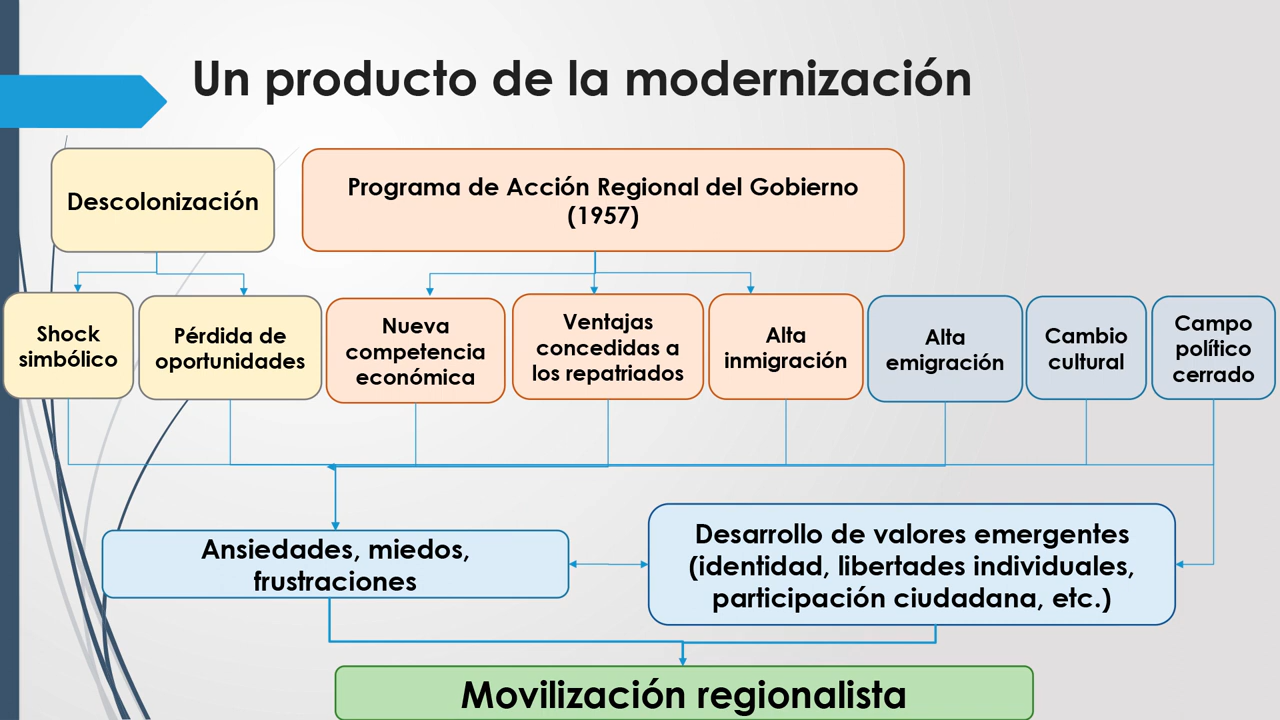 Un producto de la modernización
Descolonización
Programa de Acción Regional del Gobierno
(1957)
Shock
simbólico
Pérdida de
oportunidades
Nueva
competencia
económica
Ventajas
concedidas a
los repatriados
Alta
inmigración
Alta
emigración
Cambio
cultural
Campo
político
cerrado
Ansiedades, miedos,
frustraciones
Desarrollo de valores emergentes
(identidad, libertades individuales,
participación ciudadana, etc.)
Movilización regionalista